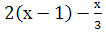 2(x − 1) − x/3